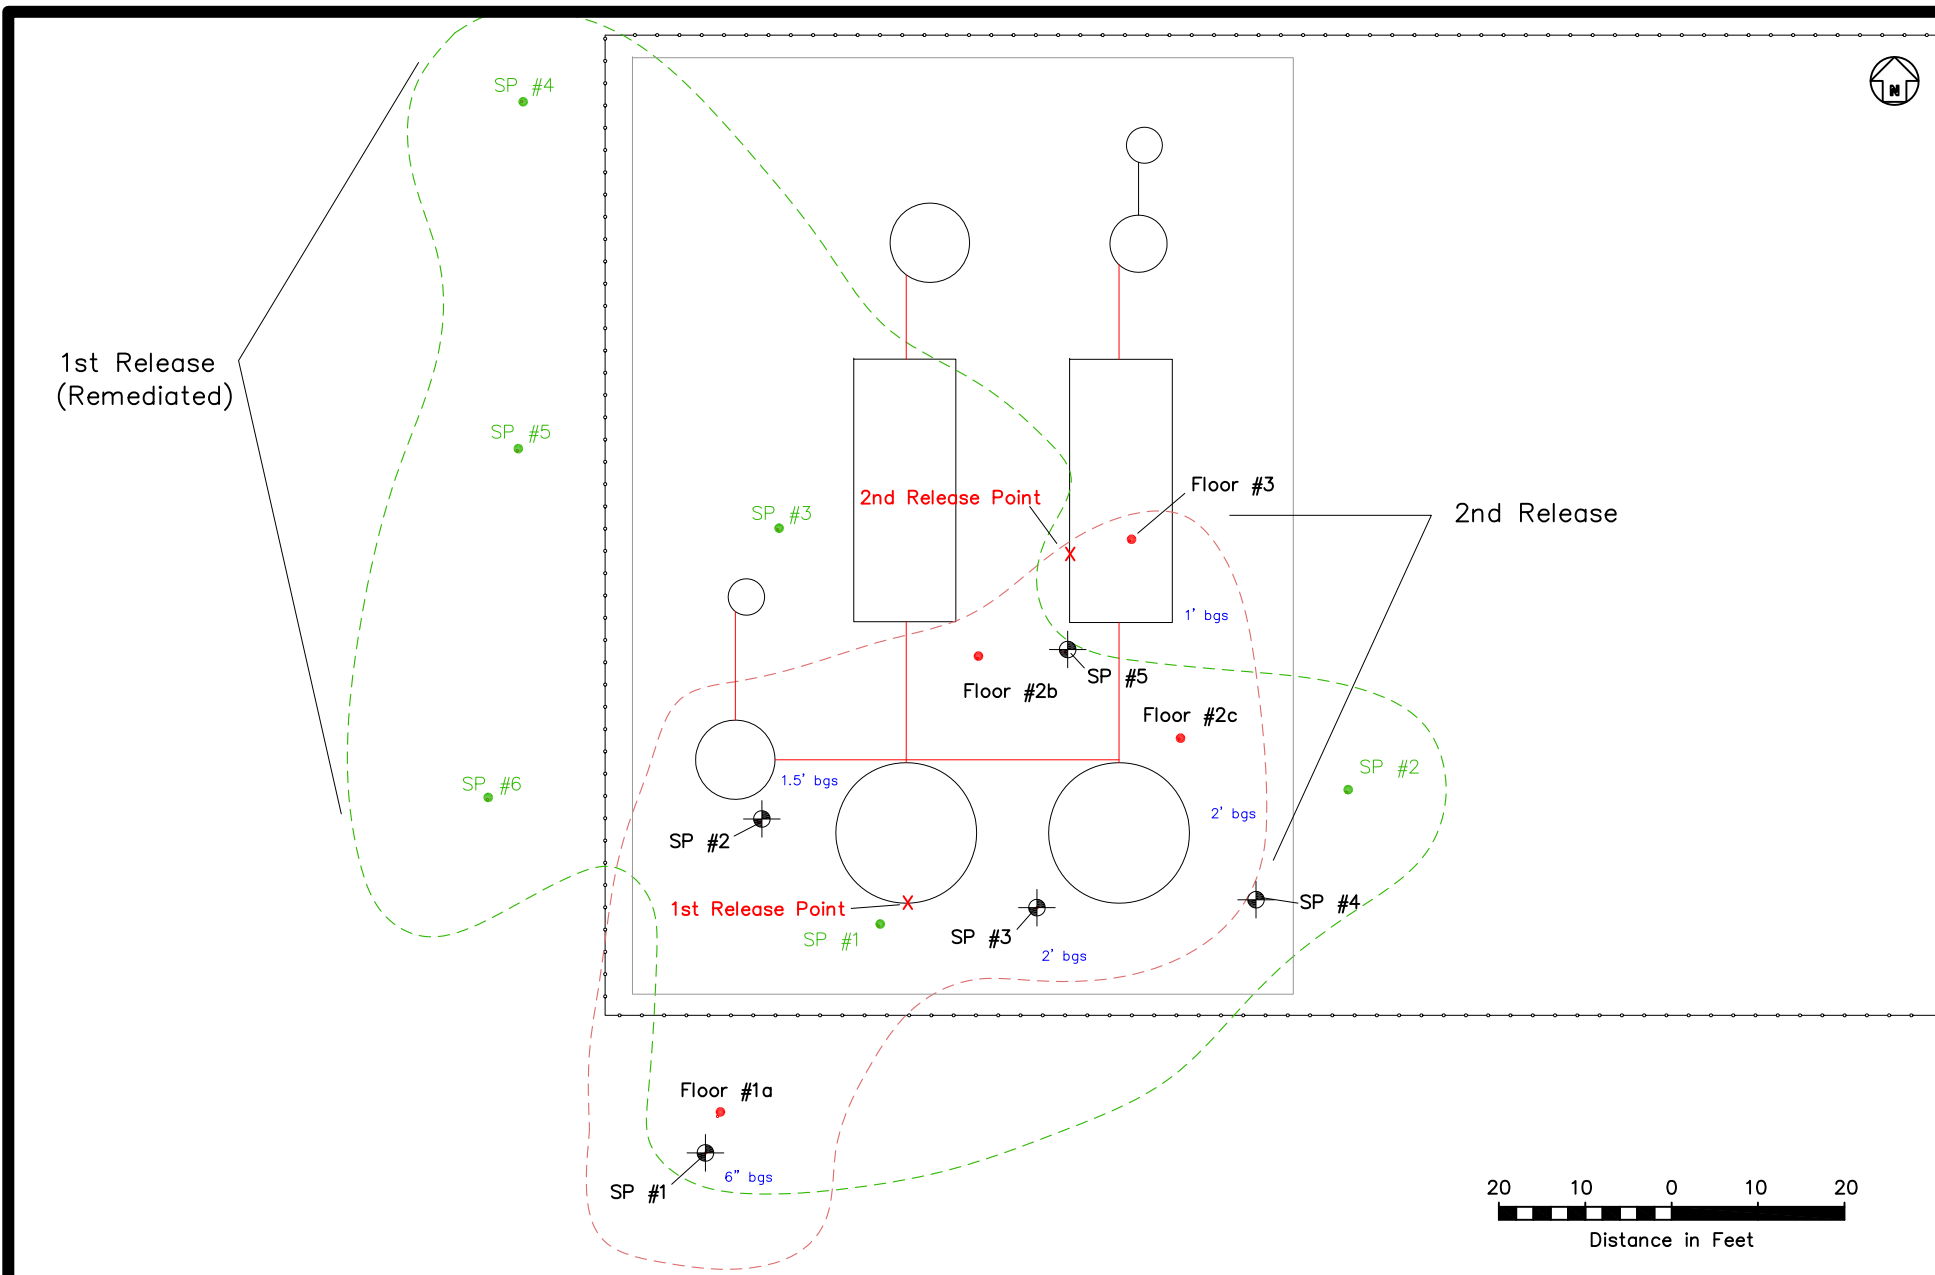 SP #4
N
1st Release
(Remediated)
SP #5
2nd Release Point
Floor #3
SP #3
2nd Release
1' bgs
SP #5
Floor #2b
Floor #2c
SP #6
1.5' bgs
SP #2
2' bgs
SP #2
1st Release Point
SP #4
SP #1
SP #3
2' bgs
Floor #1a
6" bgs
SP #1
20 10 0 10 20
Distance in Feet